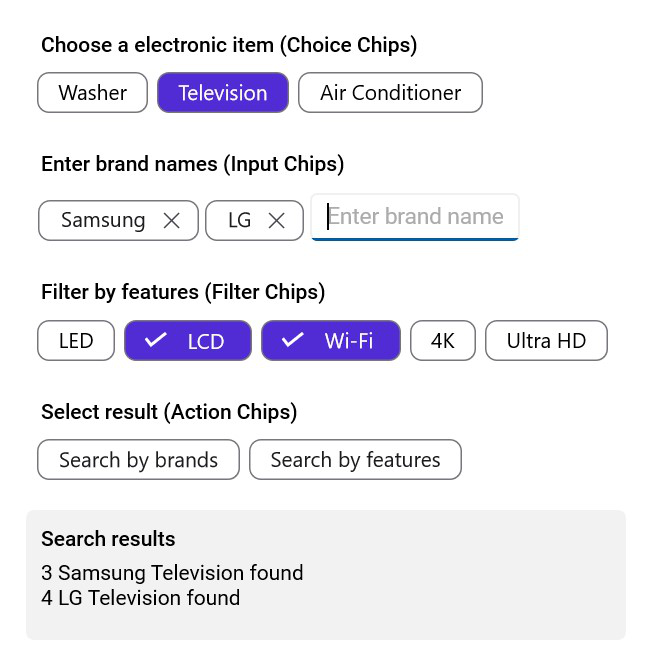 Choose a electronic item (Choice Chips)
Washer Television Air Conditioner
Enter brand names (Input Chips)
Samsung LG Enter brand name
Filter by features (Filter Chips)
LED LCD Wi-Fi 4K Ultra HD
Select result (Action Chips)
Search by brands Search by features
Search results
3 Samsung Television found
4 LG Television found